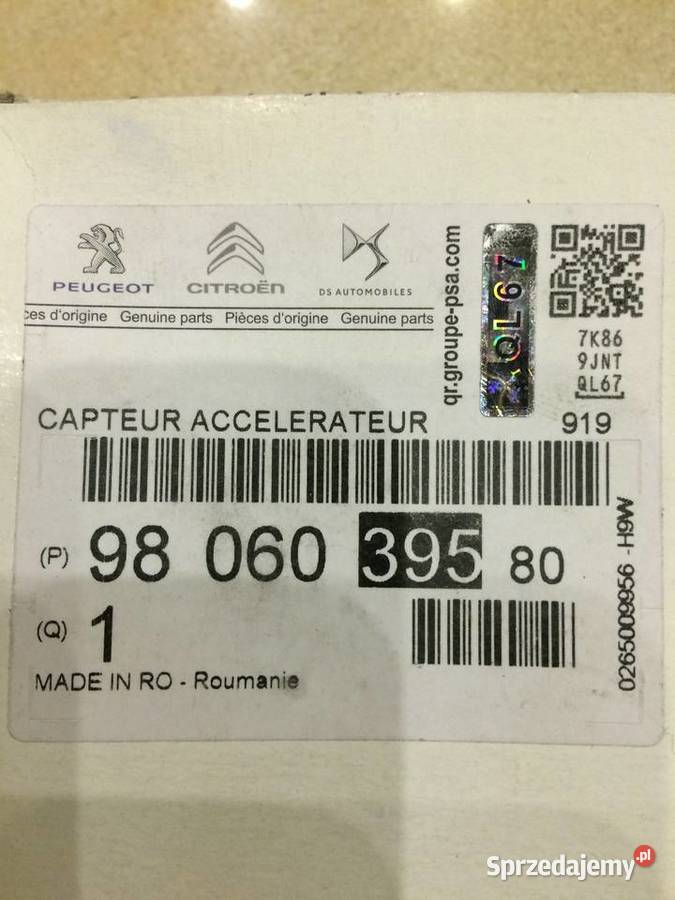 PEUGEOT CITROËN DS AUTOMOBILES
ces d'origine Genuine parts Pièces d'origine Genuine parts
qr.groupe-psa.com
QL67
7K86
9JNT
QL67
CAPTEUR ACCELERATEUR 919
(P) 98 060 395 80
(Q) 1
MADE IN RO - Roumanie
0265009956 -H9W
Sprzedajemy.pl